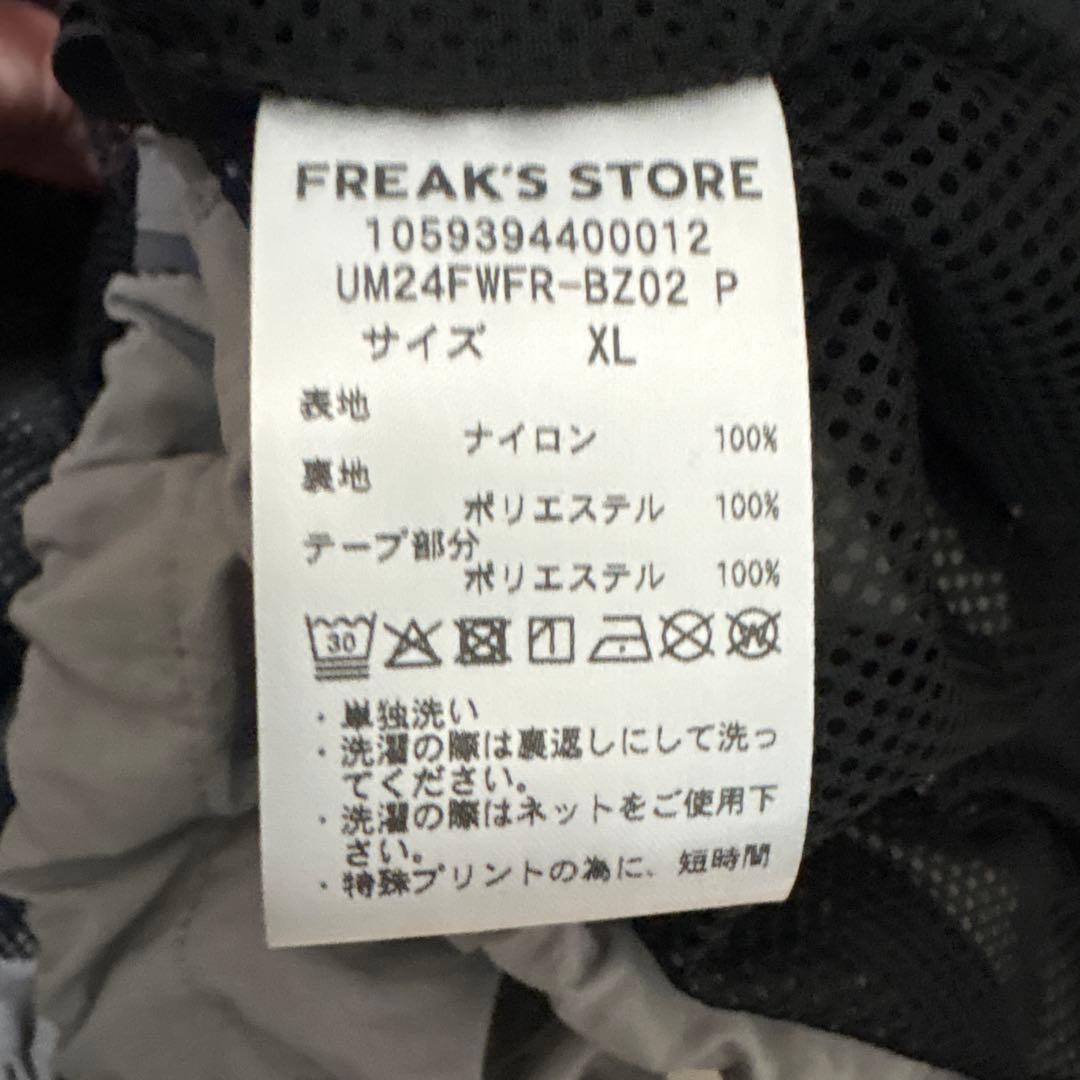 FREAK'S STORE
1059394400012
UM24FWFR-BZ02 P
サイズ XL
表地
ナイロン 100%
裏地
ポリエステル 100%
テープ部分
ポリエステル 100%
30 W
・単独洗い
・洗濯の際は裏返しにして洗っ
てください。
・洗濯の際はネットをご使用下
さい。
・特殊プリントの為に、短時間